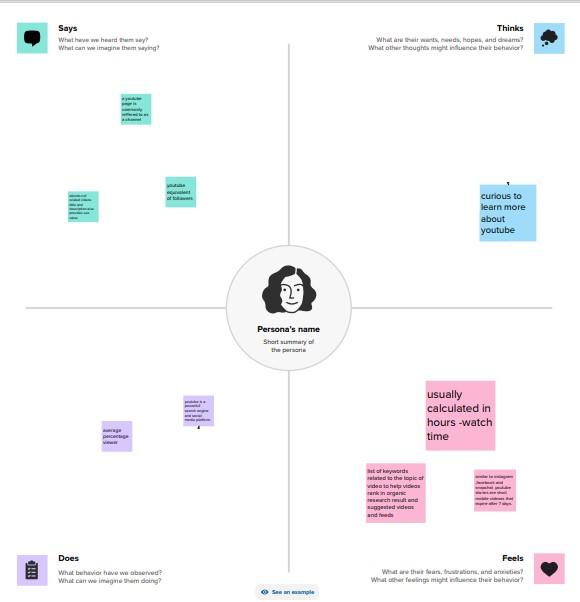 Says
What have we heard them say?
What can we imagine them saying?
Thinks
What are their wants, needs, hopes, and dreams?
What other thoughts might influence their behavior?
a youtube
page is
commonly
reffered to as
a channel
youtube
equivalent
of followers
related videos
curious to
learn more
about
youtube
Persona's name
Short summary of
the persona
youtube is a
powerful
search engine
and social
media platform
average
percentage
viewer
usually
calculated in
hours -watch
time
list of keywords
related to the topic of
video to help videos
rank in organic
research result and
suggested videos
and feeds
similar to instagram
,facebook and
snapchat youtube
stories are short
mobile videoes that
expire after 7 days.
Does
What behavior have we observed?
What can we imagine them doing?
Feels
What are their fears, frustrations, and anxieties?
What other feelings might influence their behavior?
See an example